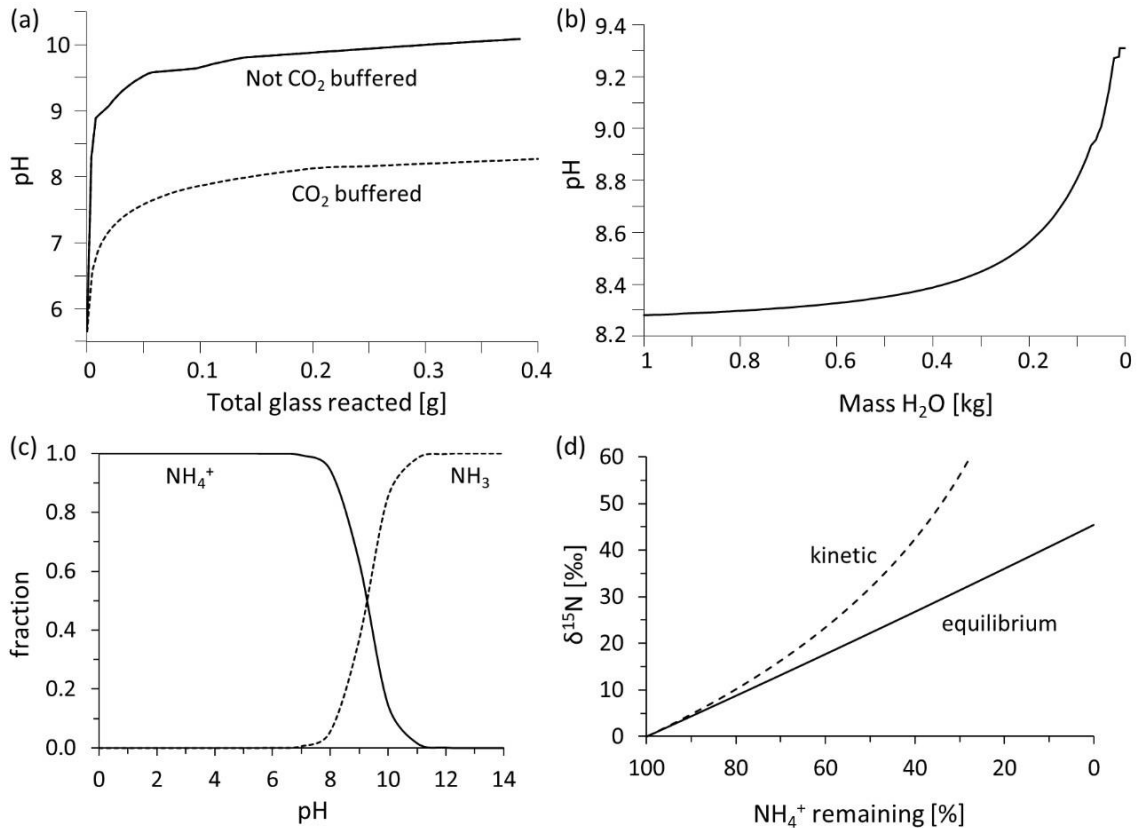 (a)
10
9
8
7
6
pH
Not CO₂ buffered
CO₂ buffered
0
0.1
0.2
0.3
0.4
Total glass reacted [g]
(b)
9.4
9.2
9.0
8.8
8.6
8.4
8.2
pH
1
0.8
0.6
0.4
0.2
0
Mass H₂O [kg]
(c)
1.0
0.8
0.6
0.4
0.2
0.0
fraction
NH₄⁺
NH₃
0
2
4
6
8
10
12
14
pH
(d)
60
50
40
30
20
10
0
δ¹⁵N [‰]
kinetic
equilibrium
100
80
60
40
20
0
NH₄⁺ remaining [%]